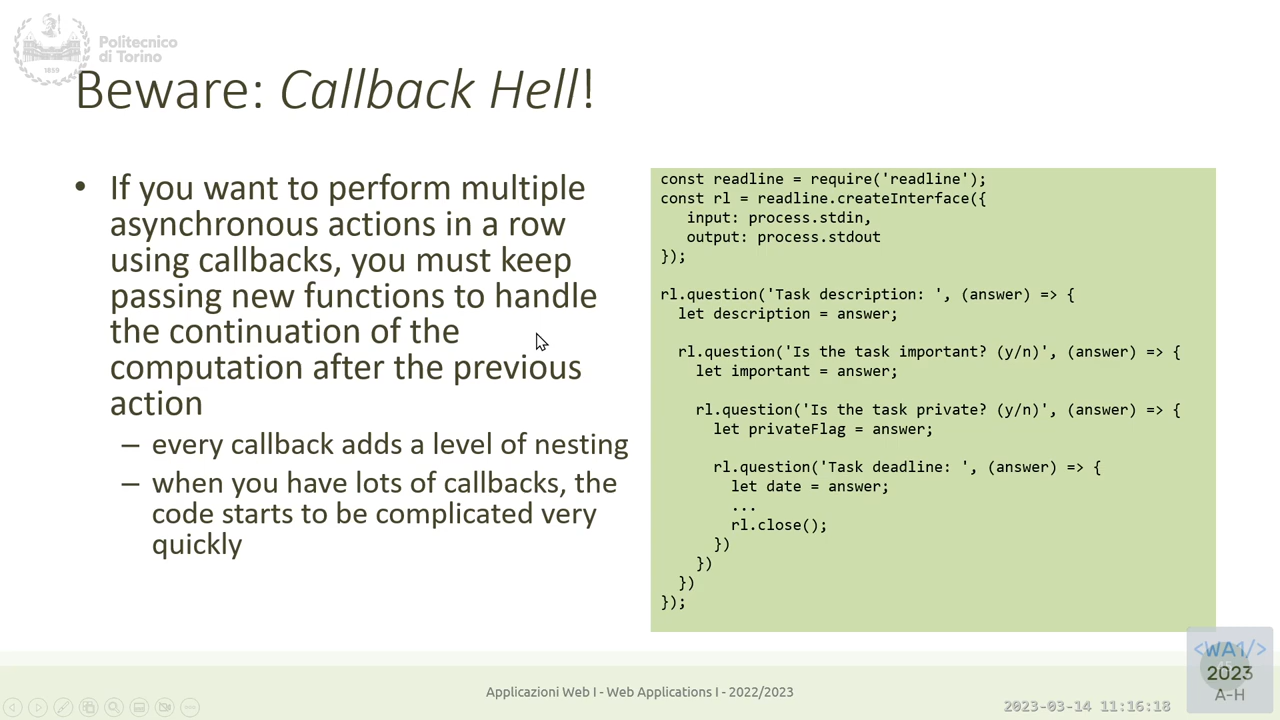 Politecnico
di Torino
1859
Beware: Callback Hell!
• If you want to perform multiple
asynchronous actions in a row
using callbacks, you must keep
passing new functions to handle
the continuation of the
computation after the previous
action
– every callback adds a level of nesting
– when you have lots of callbacks, the
code starts to be complicated very
quickly
const readline = require('readline');
const rl = readline.createInterface({
   input: process.stdin,
   output: process.stdout
});
rl.question('Task description: ', (answer) => {
  let description = answer;
  rl.question('Is the task important? (y/n)', (answer) => {
    let important = answer;
    rl.question('Is the task private? (y/n)', (answer) => {
      let privateFlag = answer;
      rl.question('Task deadline: ', (answer) => {
        let date = answer;
        ...
        rl.close();
      })
    })
  })
});
Applicazioni Web I - Web Applications I - 2022/2023
2023-03-14 11:16:18
<WA1/>
2023
A-H